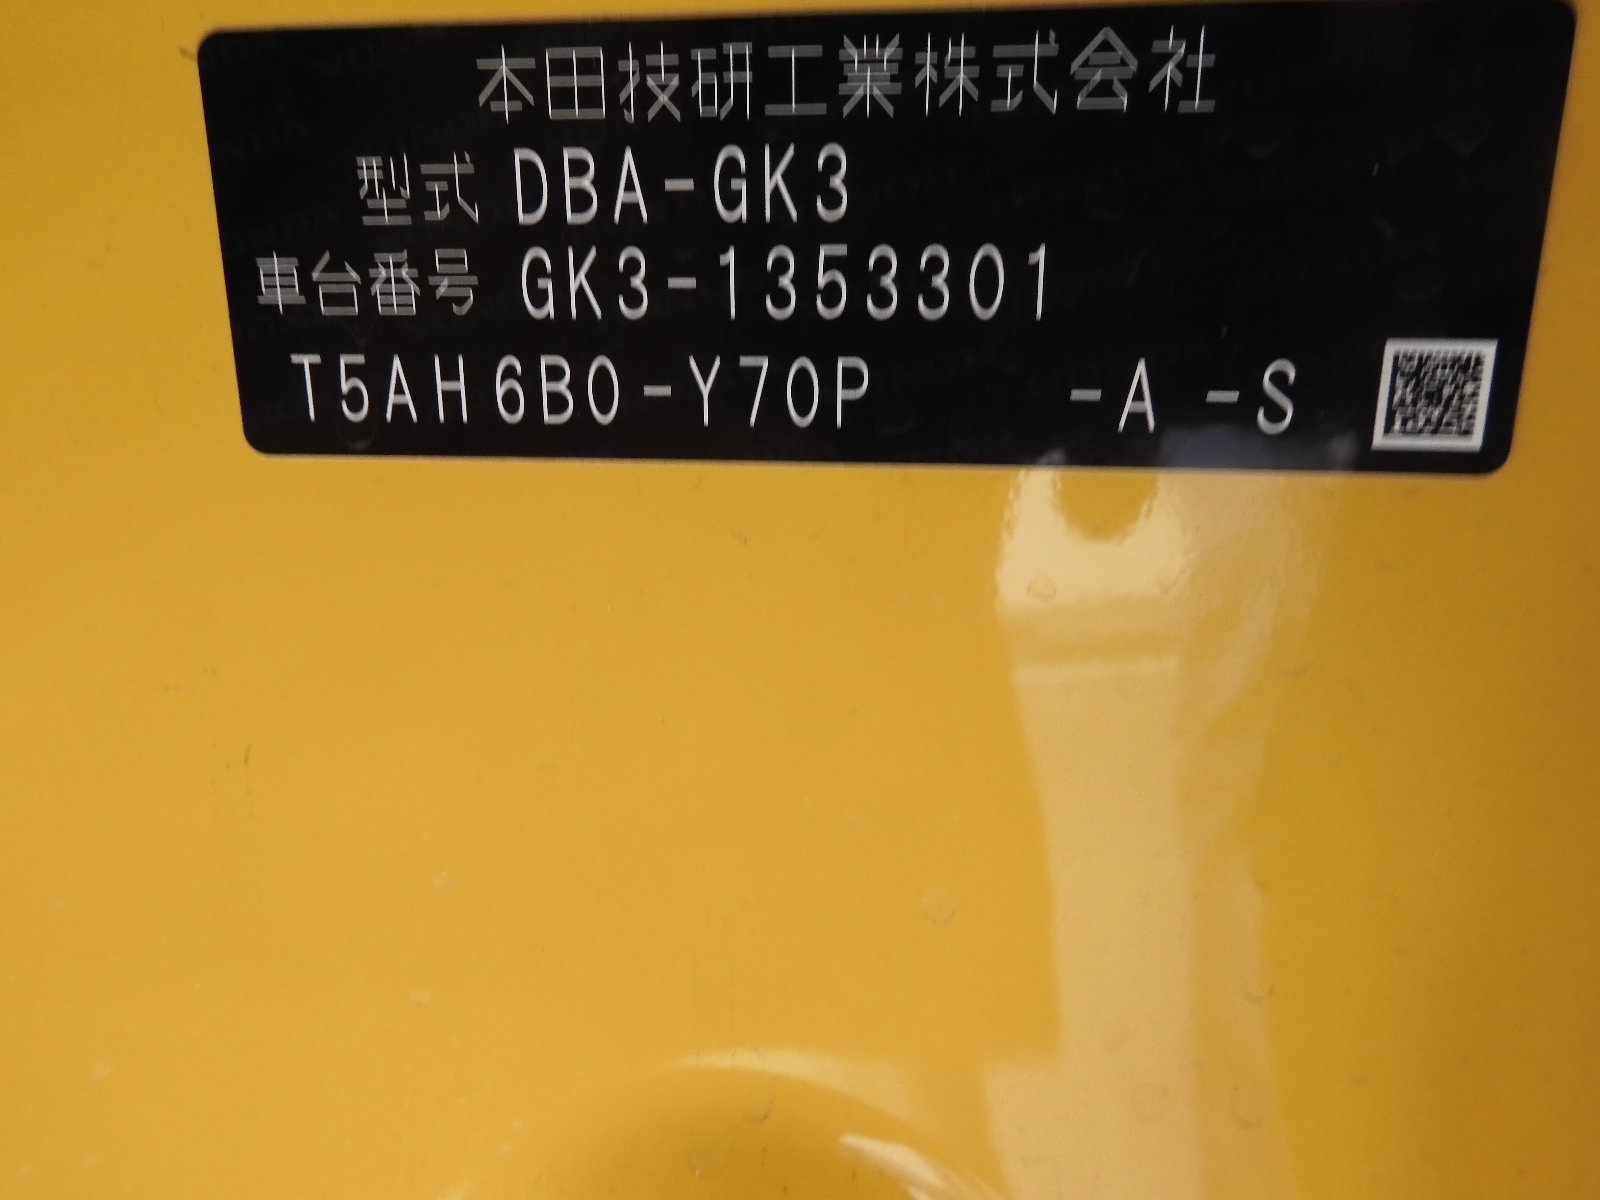 本田技研工業株式会社
型式 DBA-GK3
車台番号 GK3-1353301
T5AH6B0-Y70P -A -S